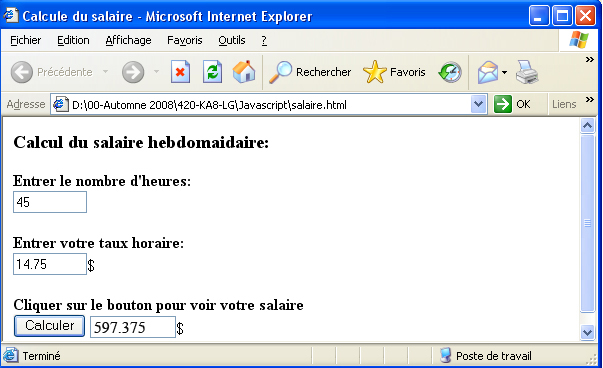 Calcule du salaire - Microsoft Internet Explorer
Fichier Edition Affichage Favoris Outils ?
Précédente Rechercher Favoris »
Adresse D:\00-Automne 2008\420-KA8-LG\Javascript\salaire.html OK Liens »
Calcul du salaire hebdomaidaire:
Entrer le nombre d'heures:
45
Entrer votre taux horaire:
14.75 $
Cliquer sur le bouton pour voir votre salaire
Calculer 597.375 $
Terminé Poste de travail